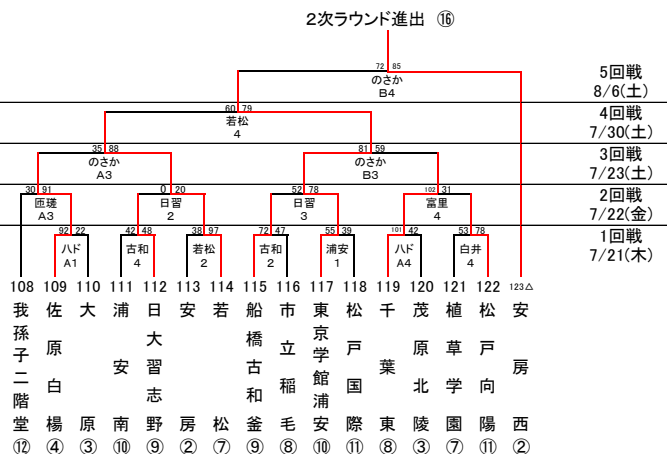 2次ラウンド進出 ⑯
72 85
のさか
B4
5回戦
8/6(土)
60 79
若松
4
4回戦
7/30(土)
35 88
のさか
A3
81 59
のさか
B3
3回戦
7/23(土)
30 91
匝瑳
A3
0 20
日習
2
52 78
日習
3
102 31
富里
4
2回戦
7/22(金)
92 22
ハド
A1
42 48
古和
4
38 97
若松
2
72 47
古和
2
55 39
浦安
1
101 42
ハド
A4
53 78
白井
4
1回戦
7/21(木)
108 我孫子二階堂 ⑫
109 佐原白楊 ④
110 大原 ③
111 浦安南 ⑩
112 日大習志野 ⑨
113 安房 ②
114 若松 ⑦
115 船橋古和釜 ⑨
116 市立稲毛 ⑧
117 東京学館浦安 ⑩
118 松戸国際 ⑪
119 千葉東 ⑧
120 茂原北陵 ③
121 植草学園 ⑦
122 松戸向陽 ⑪
123△ 安房西 ②